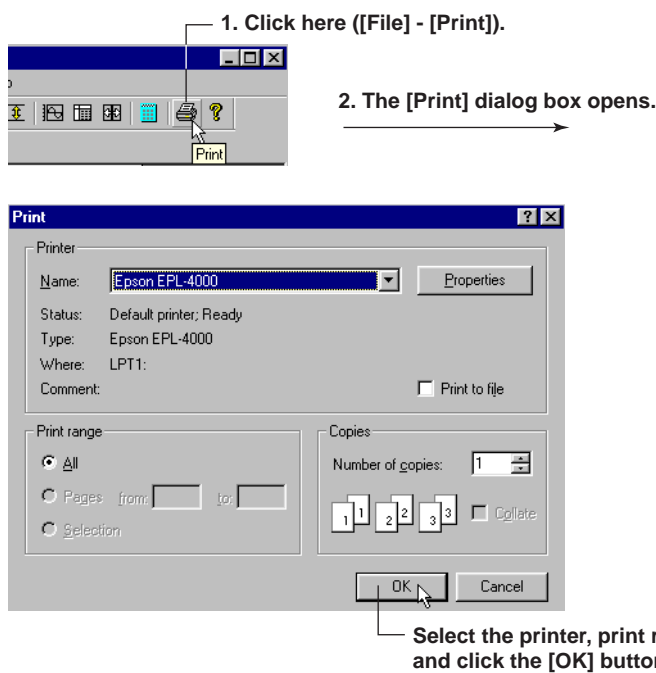 1. Click here ([File] - [Print]).
2. The [Print] dialog box opens.
Print
Print
Printer
Name: Epson EPL-4000 Properties
Status: Default printer; Ready
Type: Epson EPL-4000
Where: LPT1:
Comment: Print to file
Print range
All
Pages from: to:
Selection
Copies
Number of copies: 1
1 1 2 2 3 3 Collate
OK Cancel
Select the printer, print
and click the [OK]